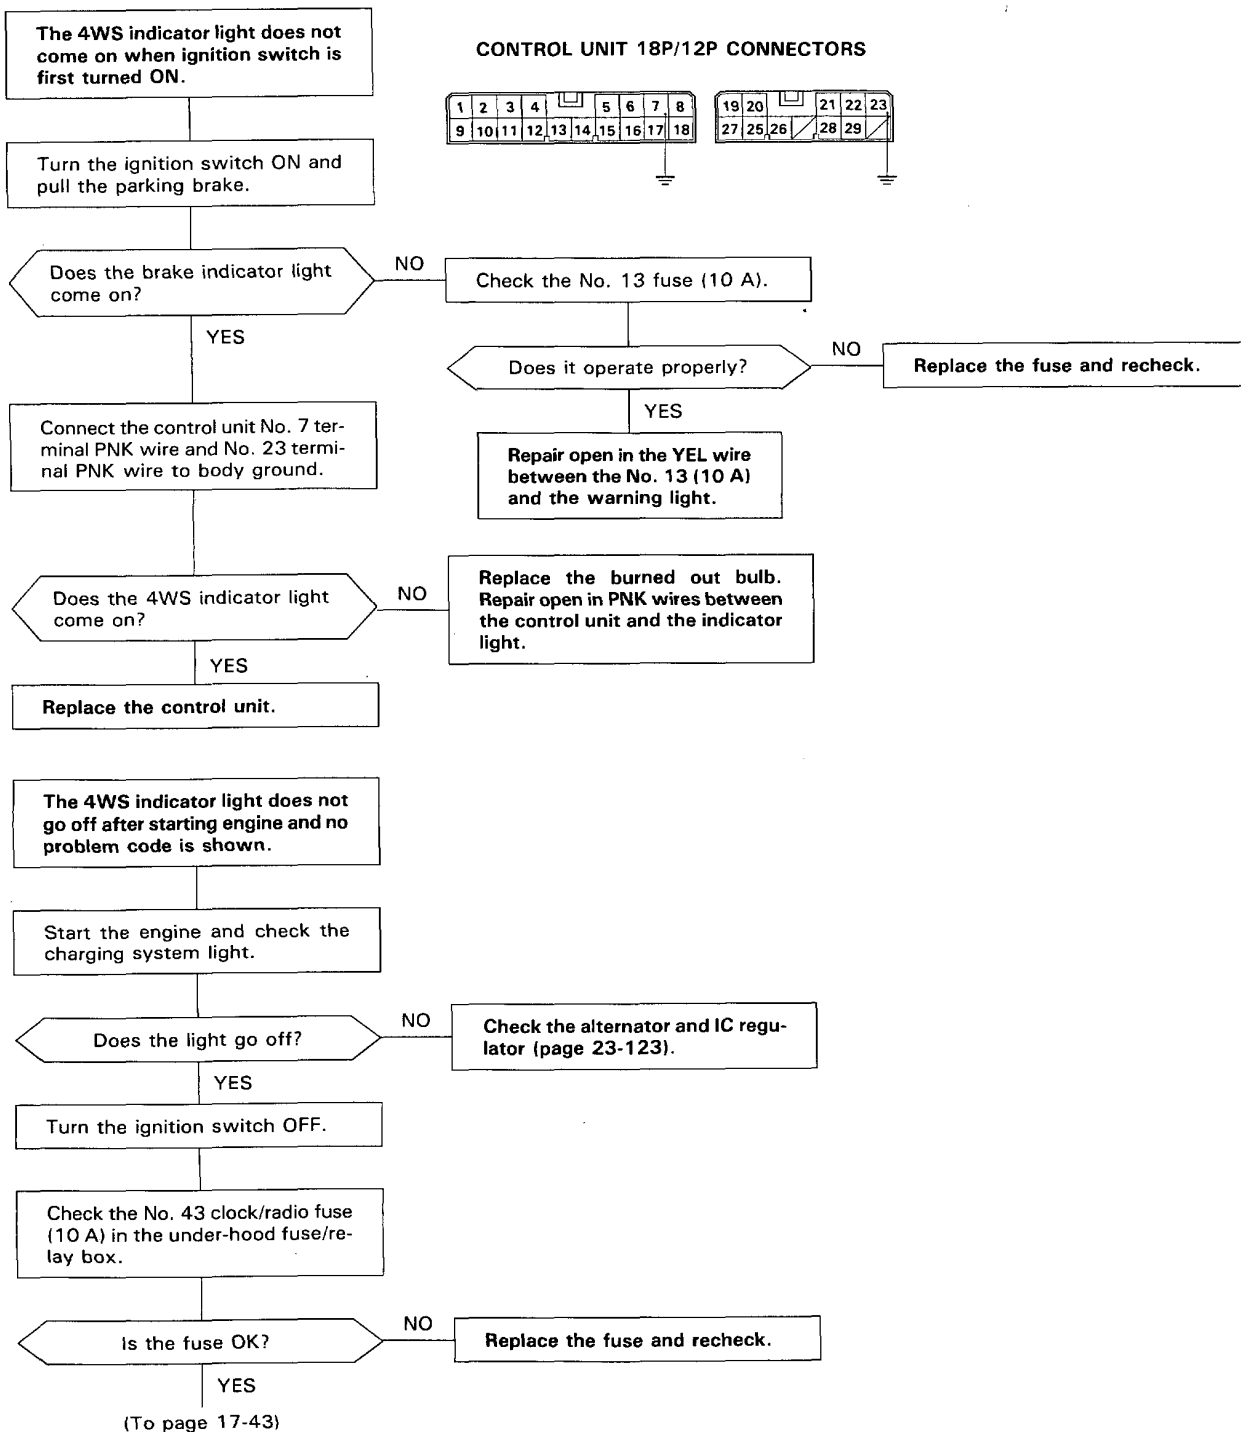 The 4WS indicator light does not
come on when ignition switch is
first turned ON.
CONTROL UNIT 18P/12P CONNECTORS
1 2 3 4 5 6 7 8
9 10 11 12 13 14 15 16 17 18
19 20 21 22 23
27 25 26 28 29
Turn the ignition switch ON and
pull the parking brake.
Does the brake indicator light
come on?
NO
Check the No. 13 fuse (10 A).
YES
Does it operate properly?
NO
Replace the fuse and recheck.
YES
Repair open in the YEL wire
between the No. 13 (10 A)
and the warning light.
Connect the control unit No. 7 ter-
minal PNK wire and No. 23 termi-
nal PNK wire to body ground.
Does the 4WS indicator light
come on?
NO
Replace the burned out bulb.
Repair open in PNK wires between
the control unit and the indicator
light.
YES
Replace the control unit.
The 4WS indicator light does not
go off after starting engine and no
problem code is shown.
Start the engine and check the
charging system light.
Does the light go off?
NO
Check the alternator and IC regu-
lator (page 23-123).
YES
Turn the ignition switch OFF.
Check the No. 43 clock/radio fuse
(10 A) in the under-hood fuse/re-
lay box.
Is the fuse OK?
NO
Replace the fuse and recheck.
YES
(To page 17-43)